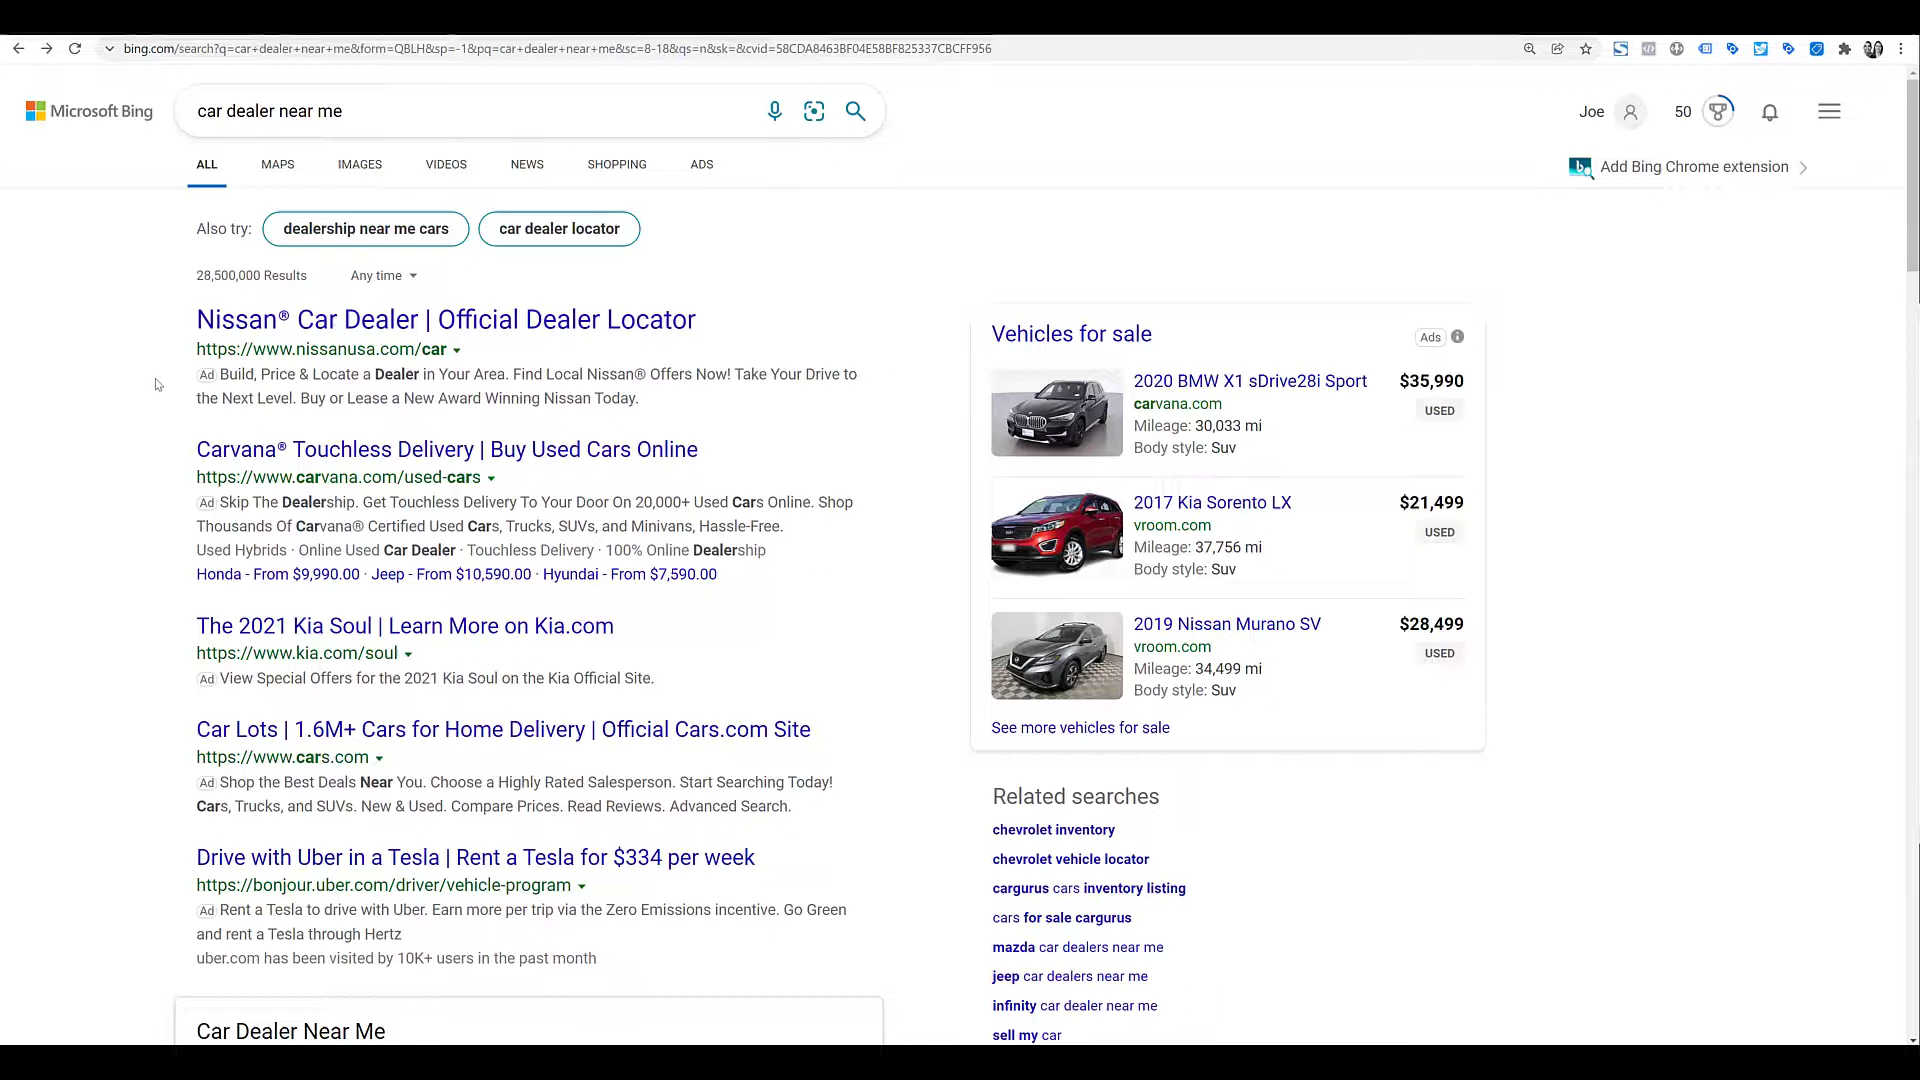 bing.com/search?q=car+dealer+near+me&form=QBLH&sp=-1&pq=car+dealer+near+me&sc=8-18&qs=n&sk=&cvid=58CDA8463BF04E58BF825337CBCFF956
Microsoft Bing
car dealer near me
Joe
50
ALL MAPS IMAGES VIDEOS NEWS SHOPPING ADS
Add Bing Chrome extension
Also try: dealership near me cars car dealer locator
28,500,000 Results Any time
Nissan® Car Dealer | Official Dealer Locator
https://www.nissanusa.com/car
Ad Build, Price & Locate a Dealer in Your Area. Find Local Nissan® Offers Now! Take Your Drive to
the Next Level. Buy or Lease a New Award Winning Nissan Today.
Carvana® Touchless Delivery | Buy Used Cars Online
https://www.carvana.com/used-cars
Ad Skip The Dealership. Get Touchless Delivery To Your Door On 20,000+ Used Cars Online. Shop
Thousands Of Carvana® Certified Used Cars, Trucks, SUVs, and Minivans, Hassle-Free.
Used Hybrids · Online Used Car Dealer · Touchless Delivery · 100% Online Dealership
Honda - From $9,990.00 · Jeep - From $10,590.00 · Hyundai - From $7,590.00
The 2021 Kia Soul | Learn More on Kia.com
https://www.kia.com/soul
Ad View Special Offers for the 2021 Kia Soul on the Kia Official Site.
Car Lots | 1.6M+ Cars for Home Delivery | Official Cars.com Site
https://www.cars.com
Ad Shop the Best Deals Near You. Choose a Highly Rated Salesperson. Start Searching Today!
Cars, Trucks, and SUVs. New & Used. Compare Prices. Read Reviews. Advanced Search.
Drive with Uber in a Tesla | Rent a Tesla for $334 per week
https://bonjour.uber.com/driver/vehicle-program
Ad Rent a Tesla to drive with Uber. Earn more per trip via the Zero Emissions incentive. Go Green
and rent a Tesla through Hertz
uber.com has been visited by 10K+ users in the past month
Car Dealer Near Me
Vehicles for sale
Ads
2020 BMW X1 sDrive28i Sport $35,990
carvana.com USED
Mileage: 30,033 mi
Body style: Suv
2017 Kia Sorento LX $21,499
vroom.com USED
Mileage: 37,756 mi
Body style: Suv
2019 Nissan Murano SV $28,499
vroom.com USED
Mileage: 34,499 mi
Body style: Suv
See more vehicles for sale
Related searches
chevrolet inventory
chevrolet vehicle locator
cargurus cars inventory listing
cars for sale cargurus
mazda car dealers near me
jeep car dealers near me
infinity car dealer near me
sell my car